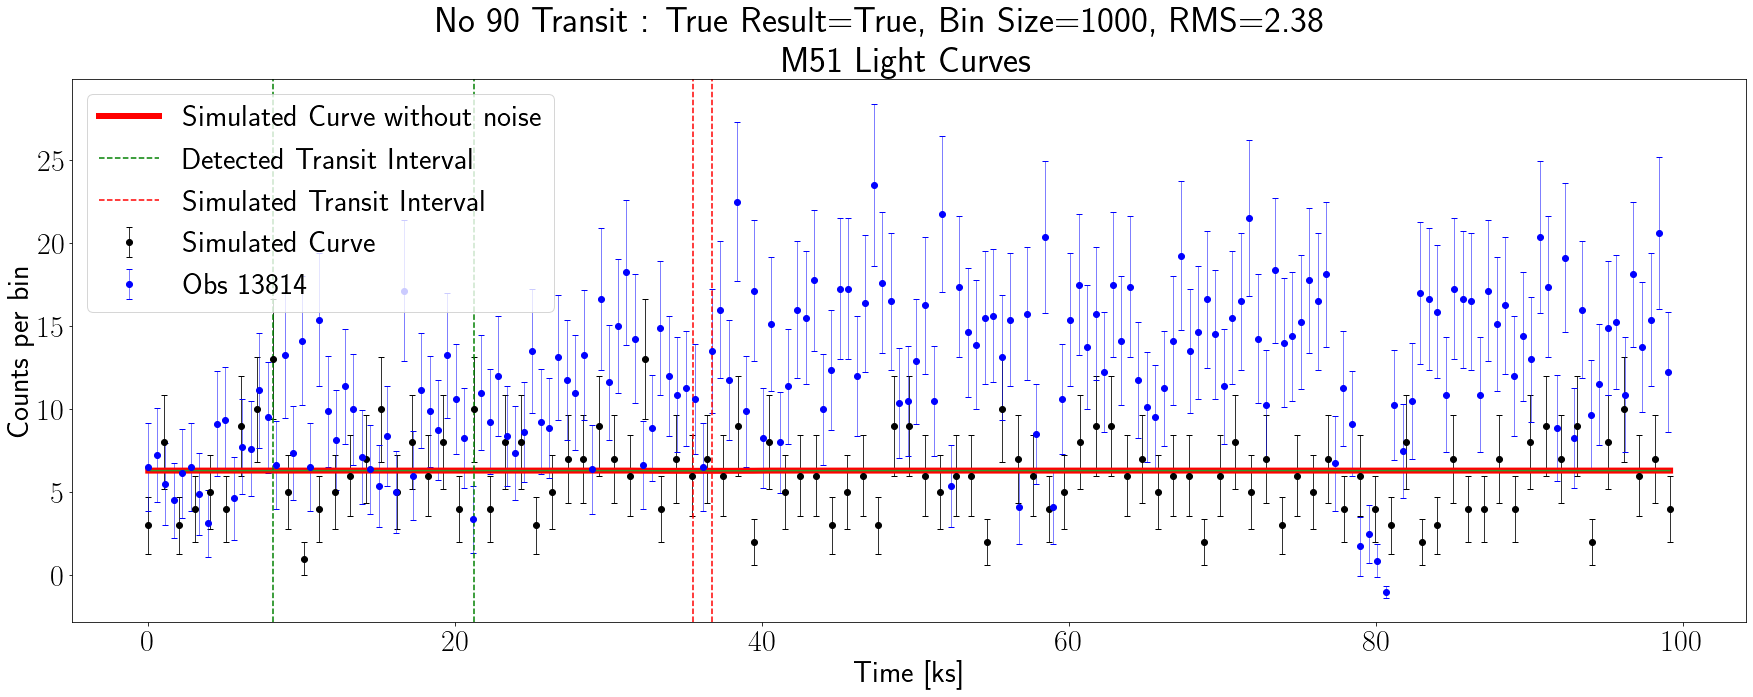 No 90 Transit : True Result=True, Bin Size=1000, RMS=2.38
M51 Light Curves
Simulated Curve without noise
Detected Transit Interval
Simulated Transit Interval
Simulated Curve
Obs 13814
Counts per bin
25
20
15
10
5
0
0 20 40 60 80 100
Time [ks]